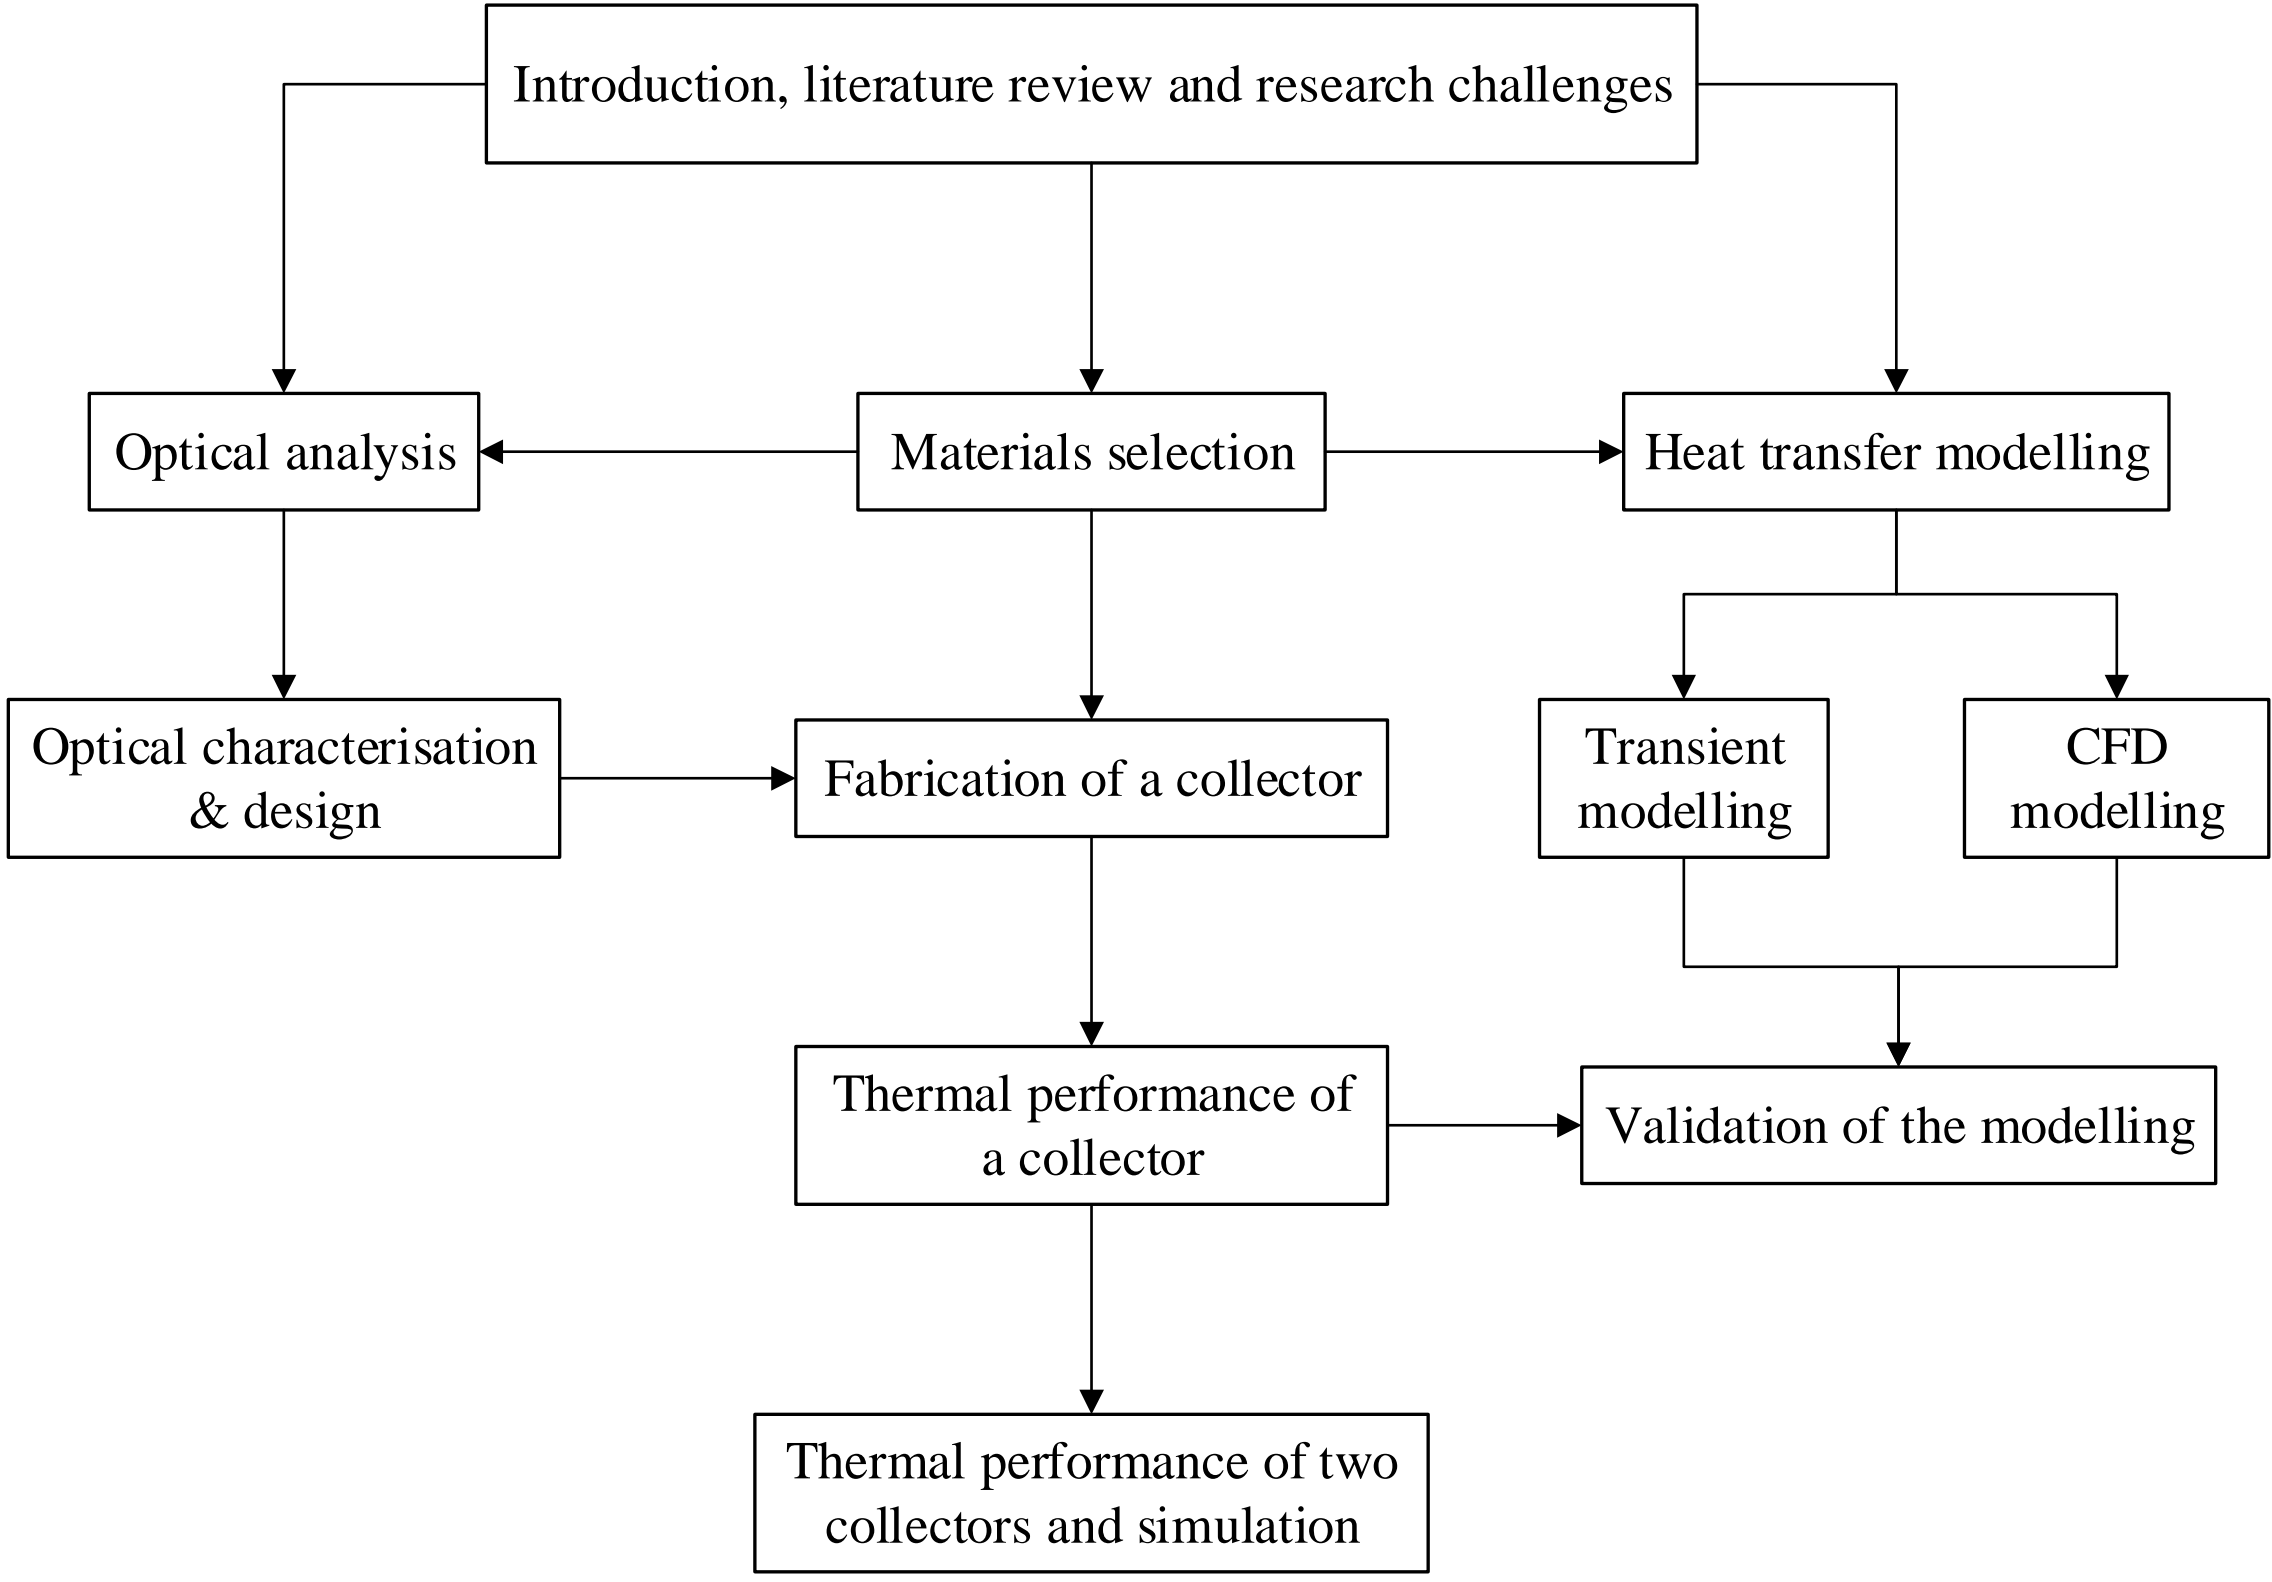 Introduction, literature review and research challenges
Optical analysis
Materials selection
Heat transfer modelling
Optical characterisation
& design
Fabrication of a collector
Transient
modelling
CFD
modelling
Thermal performance of
a collector
Validation of the modelling
Thermal performance of two
collectors and simulation